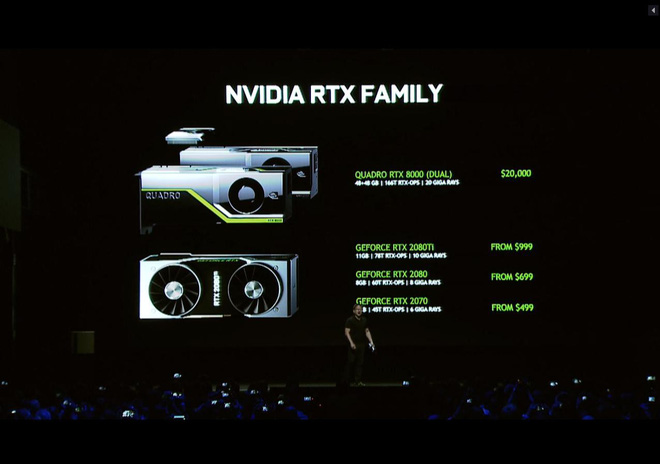 NVIDIA RTX FAMILY
QUADRO
QUADRO RTX 8000 (DUAL) $20,000
48+48 GB | 166T RTX-OPS | 20 GIGA RAYS
GEFORCE RTX 2080TI FROM $999
11GB | 78T RTX-OPS | 10 GIGA RAYS
RTX 2080
GEFORCE RTX 2080 FROM $699
8GB | 60T RTX-OPS | 8 GIGA RAYS
GEFORCE RTX 2070 FROM $499
GB | 45T RTX-OPS | 6 GIGA RAYS